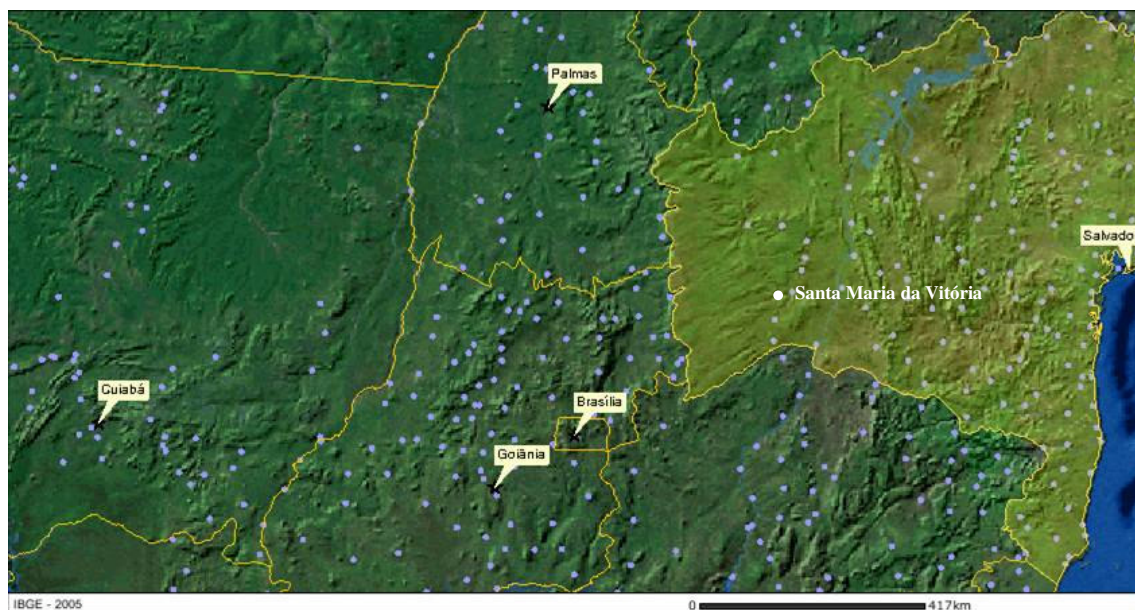 Palmas
Salvado
Santa Maria da Vitória
Cuiabá
Brasília
Goiânia
IBGE - 2005
0
417km